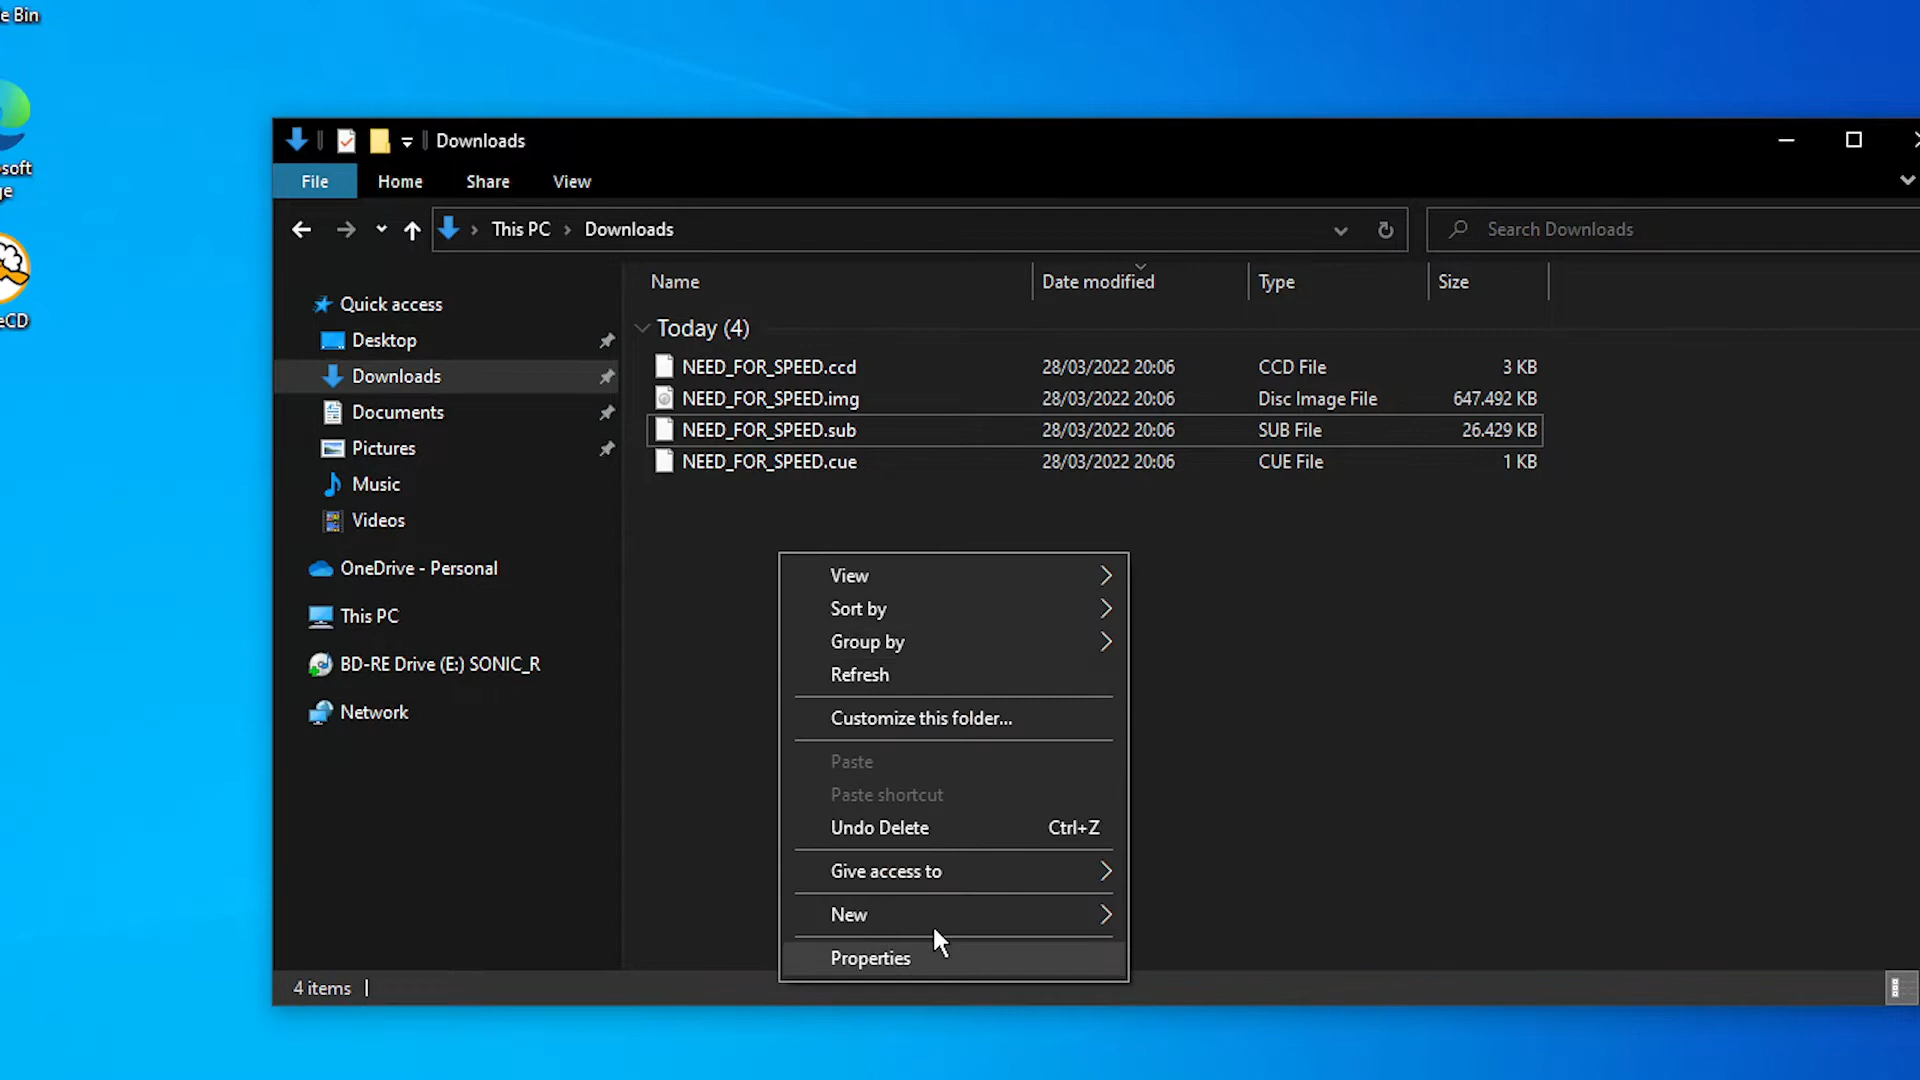 e Bin
soft
ge
eCD
Downloads
File Home Share View
This PC > Downloads
Search Downloads
Name Date modified Type Size
Quick access
Desktop
Downloads
Documents
Pictures
Music
Videos
OneDrive - Personal
This PC
BD-RE Drive (E:) SONIC_R
Network
Today (4)
NEED_FOR_SPEED.ccd 28/03/2022 20:06 CCD File 3 KB
NEED_FOR_SPEED.img 28/03/2022 20:06 Disc Image File 647.492 KB
NEED_FOR_SPEED.sub 28/03/2022 20:06 SUB File 26.429 KB
NEED_FOR_SPEED.cue 28/03/2022 20:06 CUE File 1 KB
View
Sort by
Group by
Refresh
Customize this folder...
Paste
Paste shortcut
Undo Delete Ctrl+Z
Give access to
New
Properties
4 items